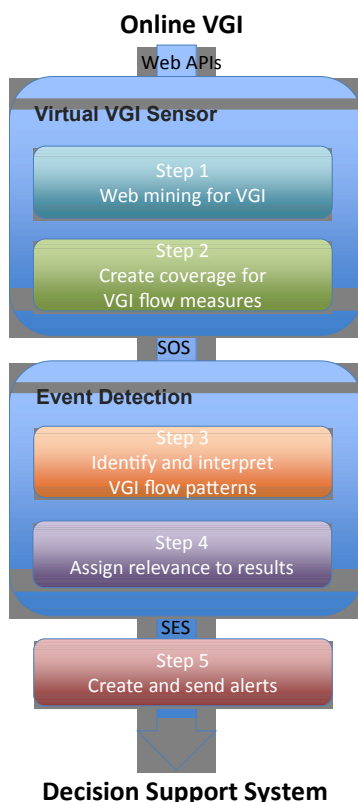 Online VGI
Web APIs
Virtual VGI Sensor
Step 1
Web mining for VGI
Step 2
Create coverage for
VGI flow measures
SOS
Event Detection
Step 3
Identify and interpret
VGI flow patterns
Step 4
Assign relevance to results
SES
Step 5
Create and send alerts
Decision Support System